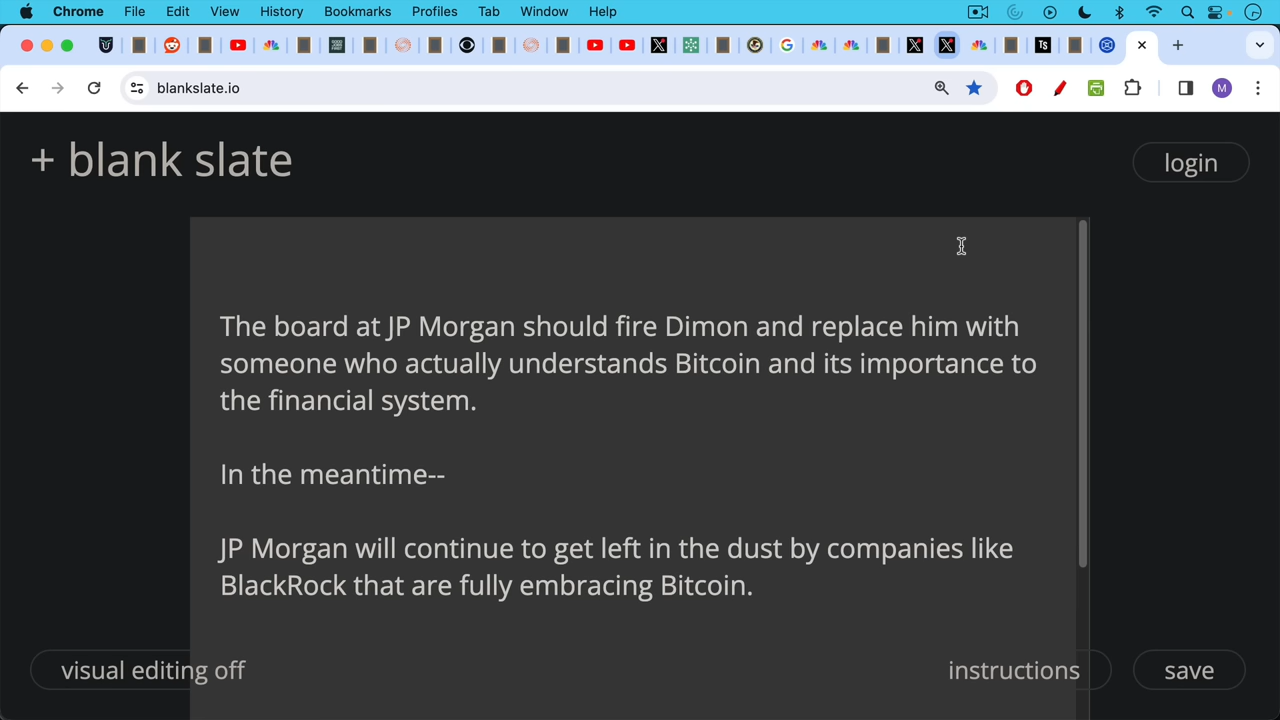 Chrome File Edit View History Bookmarks Profiles Tab Window Help
blankslate.io
M
+ blank slate
login
The board at JP Morgan should fire Dimon and replace him with
someone who actually understands Bitcoin and its importance to
the financial system.
In the meantime--
JP Morgan will continue to get left in the dust by companies like
BlackRock that are fully embracing Bitcoin.
visual editing off
instructions
save